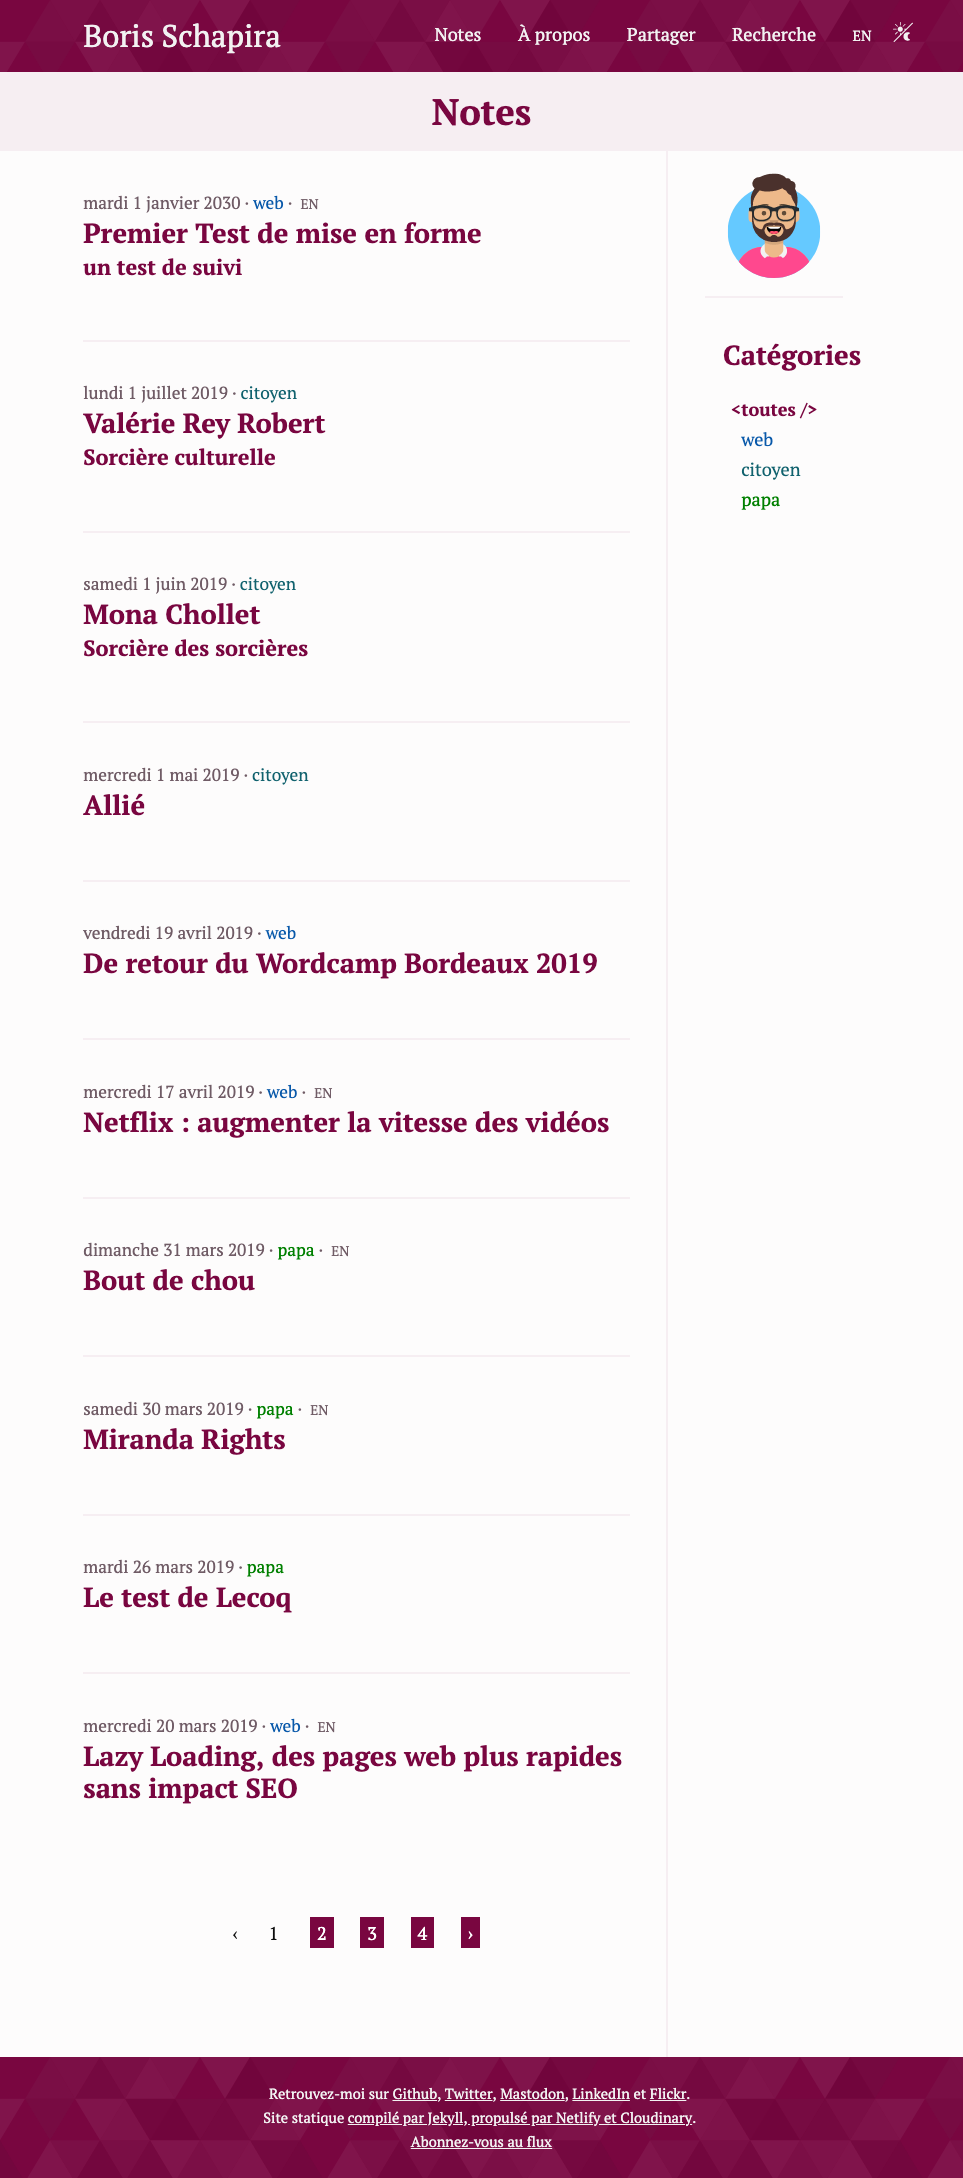 Boris Schapira
Notes
À propos
Partager
Recherche
EN
Notes
mardi 1 janvier 2030 · web · EN
Premier Test de mise en forme
un test de suivi
lundi 1 juillet 2019 · citoyen
Valérie Rey Robert
Sorcière culturelle
samedi 1 juin 2019 · citoyen
Mona Chollet
Sorcière des sorcières
mercredi 1 mai 2019 · citoyen
Allié
vendredi 19 avril 2019 · web
De retour du Wordcamp Bordeaux 2019
mercredi 17 avril 2019 · web · EN
Netflix : augmenter la vitesse des vidéos
dimanche 31 mars 2019 · papa · EN
Bout de chou
samedi 30 mars 2019 · papa · EN
Miranda Rights
mardi 26 mars 2019 · papa
Le test de Lecoq
mercredi 20 mars 2019 · web · EN
Lazy Loading, des pages web plus rapides
sans impact SEO
‹ 1 2 3 4 ›
Catégories
<toutes />
web
citoyen
papa
Retrouvez-moi sur Github, Twitter, Mastodon, LinkedIn et Flickr.
Site statique compilé par Jekyll, propulsé par Netlify et Cloudinary.
Abonnez-vous au flux